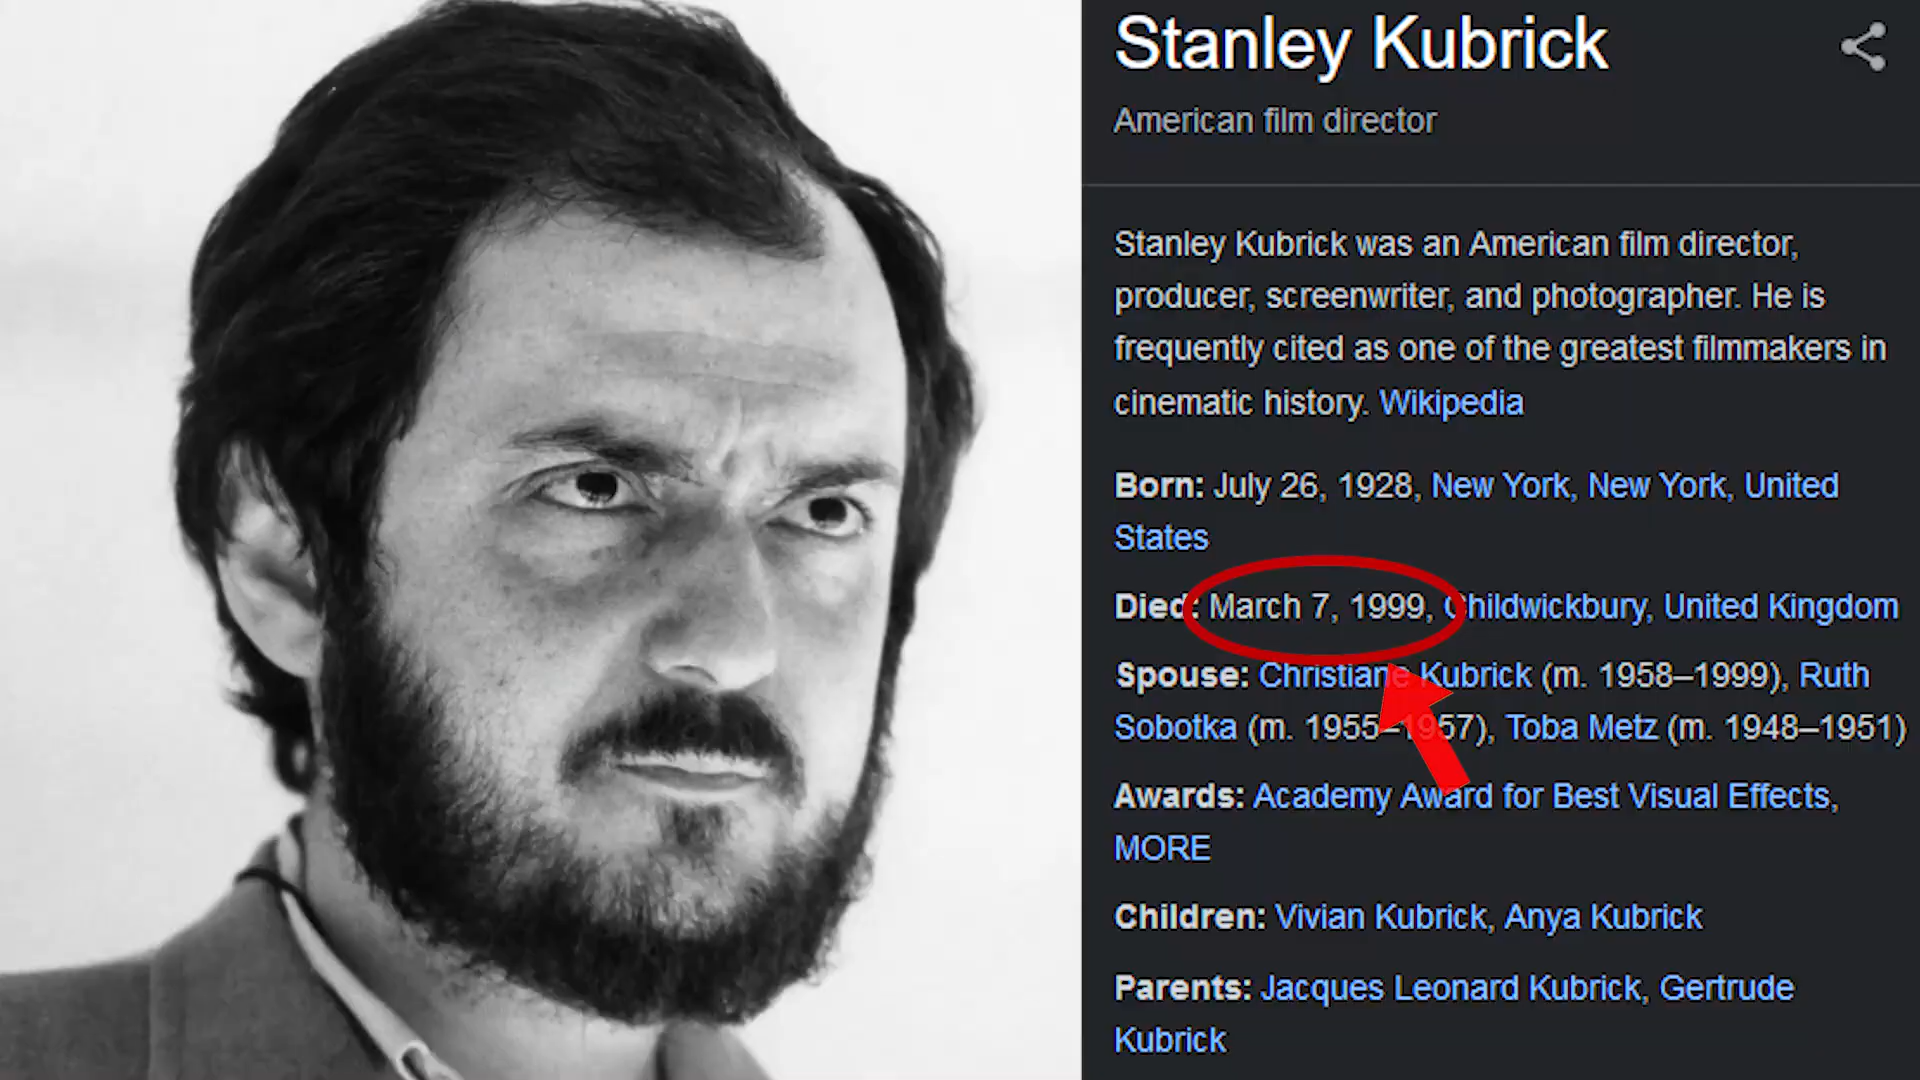 Stanley Kubrick
American film director
Stanley Kubrick was an American film director,
producer, screenwriter, and photographer. He is
frequently cited as one of the greatest filmmakers in
cinematic history. Wikipedia
Born: July 26, 1928, New York, New York, United
States
Died: March 7, 1999, Childwickbury, United Kingdom
Spouse: Christiane Kubrick (m. 1958–1999), Ruth
Sobotka (m. 1955–1957), Toba Metz (m. 1948–1951)
Awards: Academy Award for Best Visual Effects,
MORE
Children: Vivian Kubrick, Anya Kubrick
Parents: Jacques Leonard Kubrick, Gertrude
Kubrick